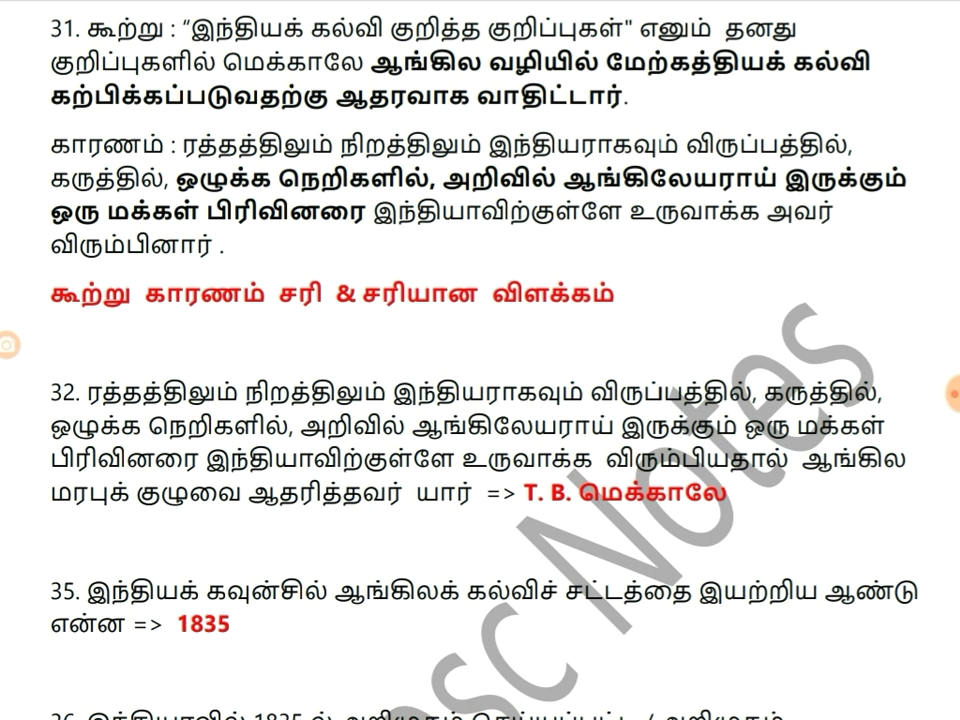 31. கூற்று : “இந்தியக் கல்வி குறித்த குறிப்புகள்" எனும் தனது
குறிப்புகளில் மெக்காலே ஆங்கில வழியில் மேற்கத்தியக் கல்வி
கற்பிக்கப்படுவதற்கு ஆதரவாக வாதிட்டார்.
காரணம் : ரத்தத்திலும் நிறத்திலும் இந்தியராகவும் விருப்பத்தில்,
கருத்தில், ஒழுக்க நெறிகளில், அறிவில் ஆங்கிலேயராய் இருக்கும்
ஒரு மக்கள் பிரிவினரை இந்தியாவிற்குள்ளே உருவாக்க அவர்
விரும்பினார் .
கூற்று காரணம் சரி & சரியான விளக்கம்
32. ரத்தத்திலும் நிறத்திலும் இந்தியராகவும் விருப்பத்தில், கருத்தில்,
ஒழுக்க நெறிகளில், அறிவில் ஆங்கிலேயராய் இருக்கும் ஒரு மக்கள்
பிரிவினரை இந்தியாவிற்குள்ளே உருவாக்க விரும்பியதால் ஆங்கில
மரபுக் குழுவை ஆதரித்தவர் யார் => T. B. மெக்காலே
35. இந்தியக் கவுன்சில் ஆங்கிலக் கல்விச் சட்டத்தை இயற்றிய ஆண்டு
என்ன => 1835
psc Notes